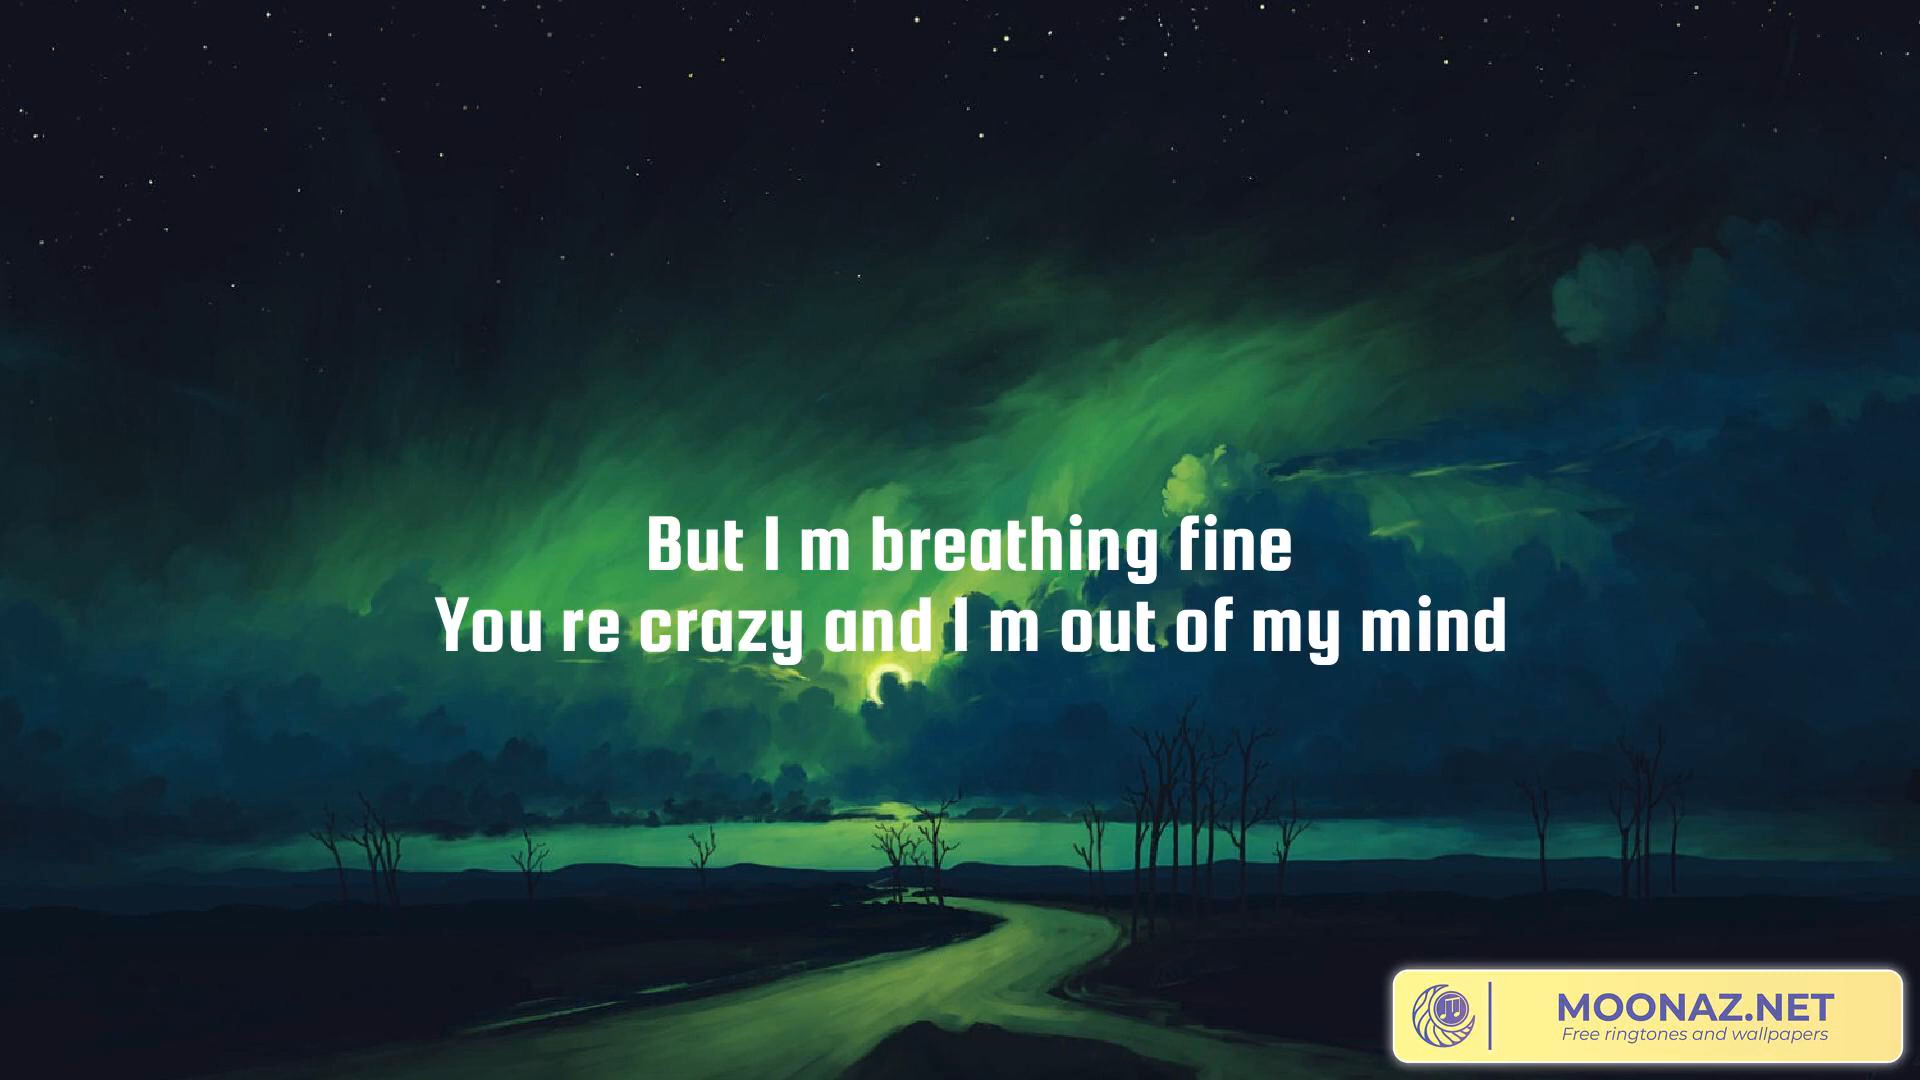 But I m breathing fine
You re crazy and I m out of my mind
MOONAZ.NET
Free ringtones and wallpapers